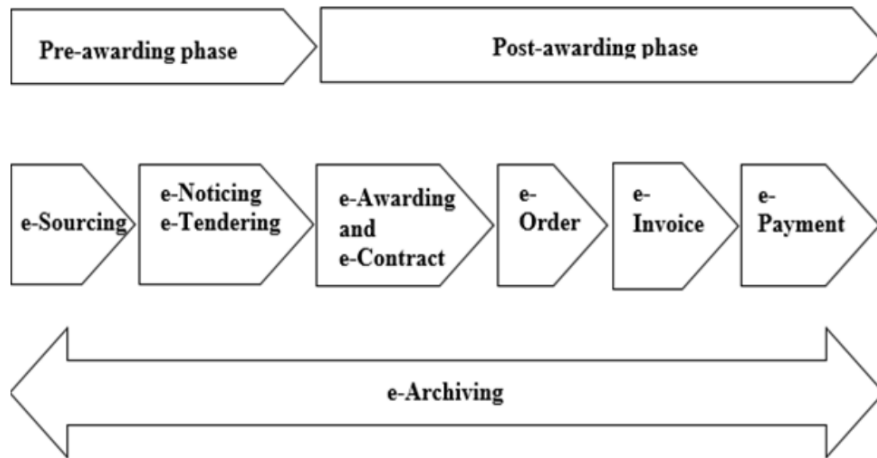 Pre-awarding phase
Post-awarding phase
e-Sourcing
e-Noticing
e-Tendering
e-Awarding
and
e-Contract
e-
Order
e-
Invoice
e-
Payment
e-Archiving